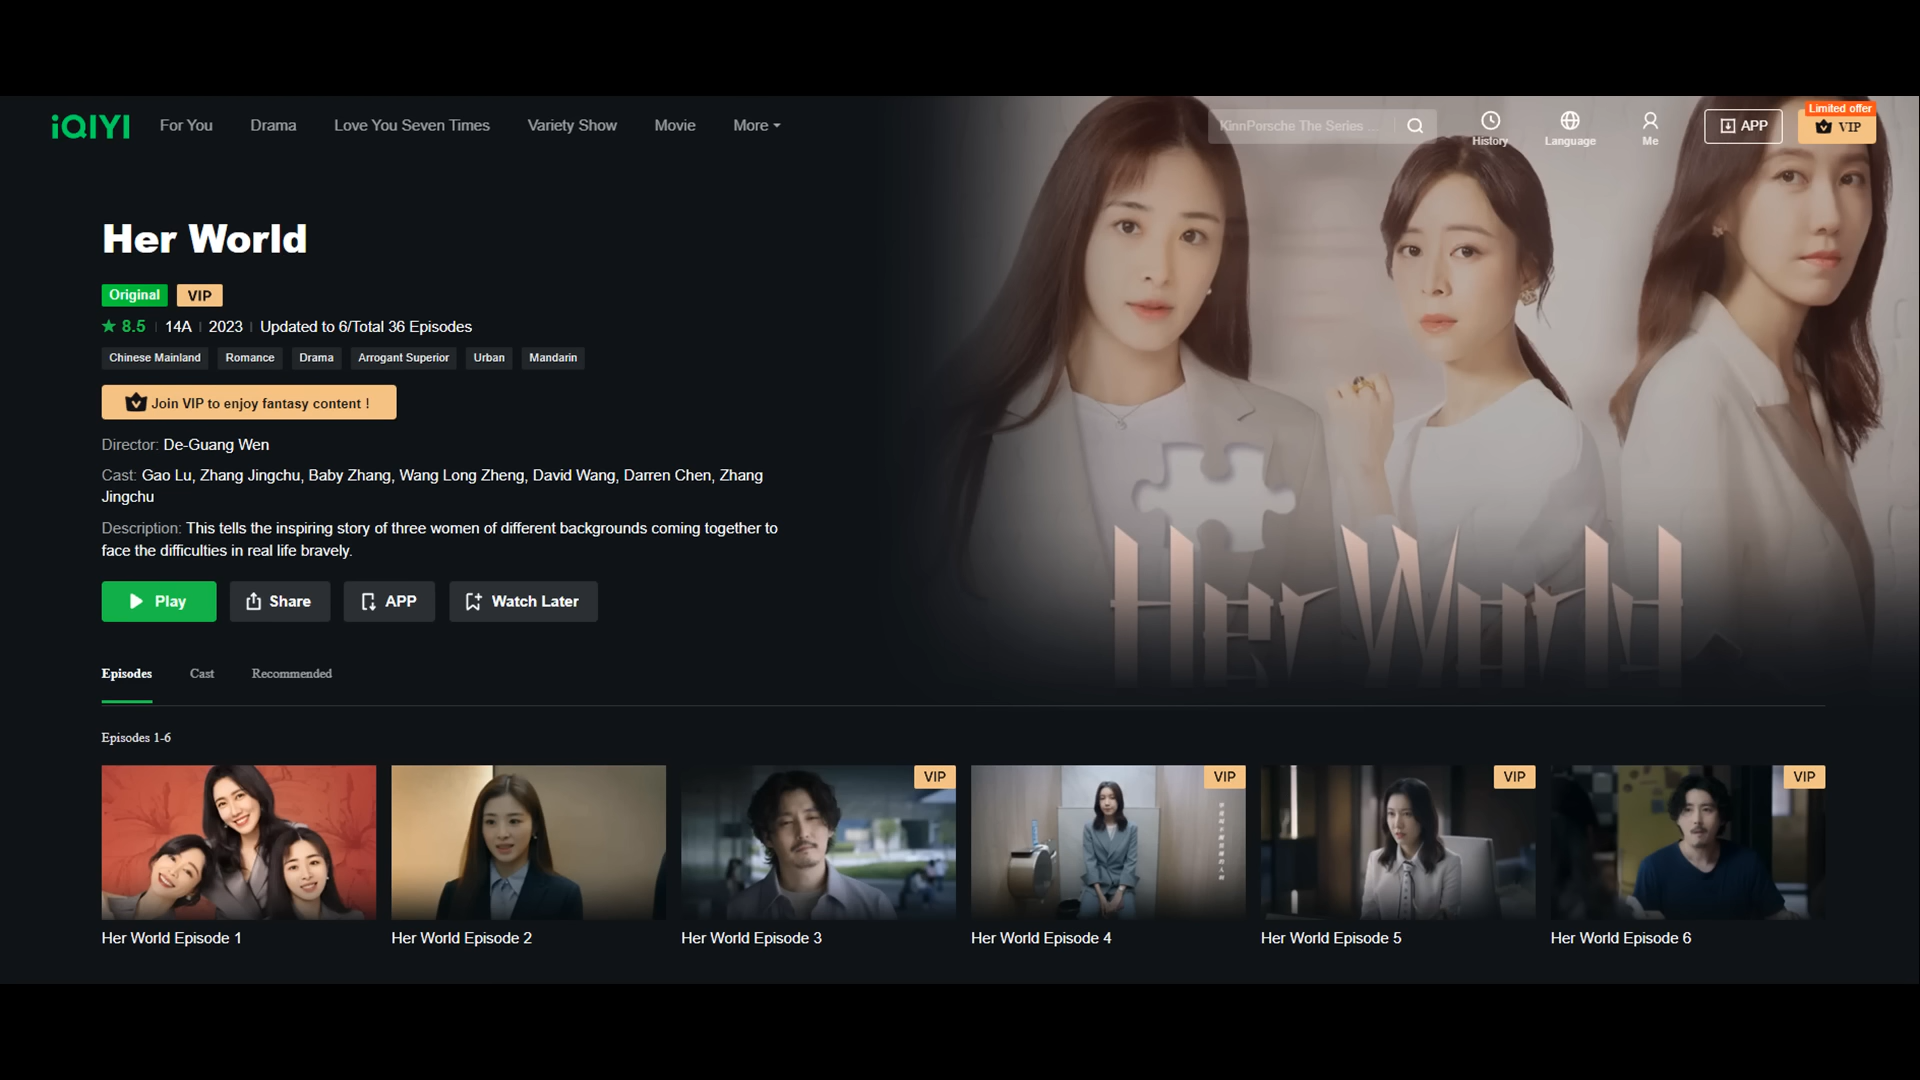 iQIYI
For You
Drama
Love You Seven Times
Variety Show
Movie
More
KinnPorsche The Series ...
History
Language
Me
APP
Limited offer
VIP
Her World
Original
VIP
8.5
14A
2023
Updated to 6/Total 36 Episodes
Chinese Mainland
Romance
Drama
Arrogant Superior
Urban
Mandarin
Join VIP to enjoy fantasy content !
Director: De-Guang Wen
Cast: Gao Lu, Zhang Jingchu, Baby Zhang, Wang Long Zheng, David Wang, Darren Chen, Zhang
Jingchu
Description: This tells the inspiring story of three women of different backgrounds coming together to
face the difficulties in real life bravely.
Play
Share
APP
Watch Later
Her World
Episodes
Cast
Recommended
Episodes 1-6
VIP
VIP
VIP
VIP
Her World Episode 1
Her World Episode 2
Her World Episode 3
Her World Episode 4
Her World Episode 5
Her World Episode 6